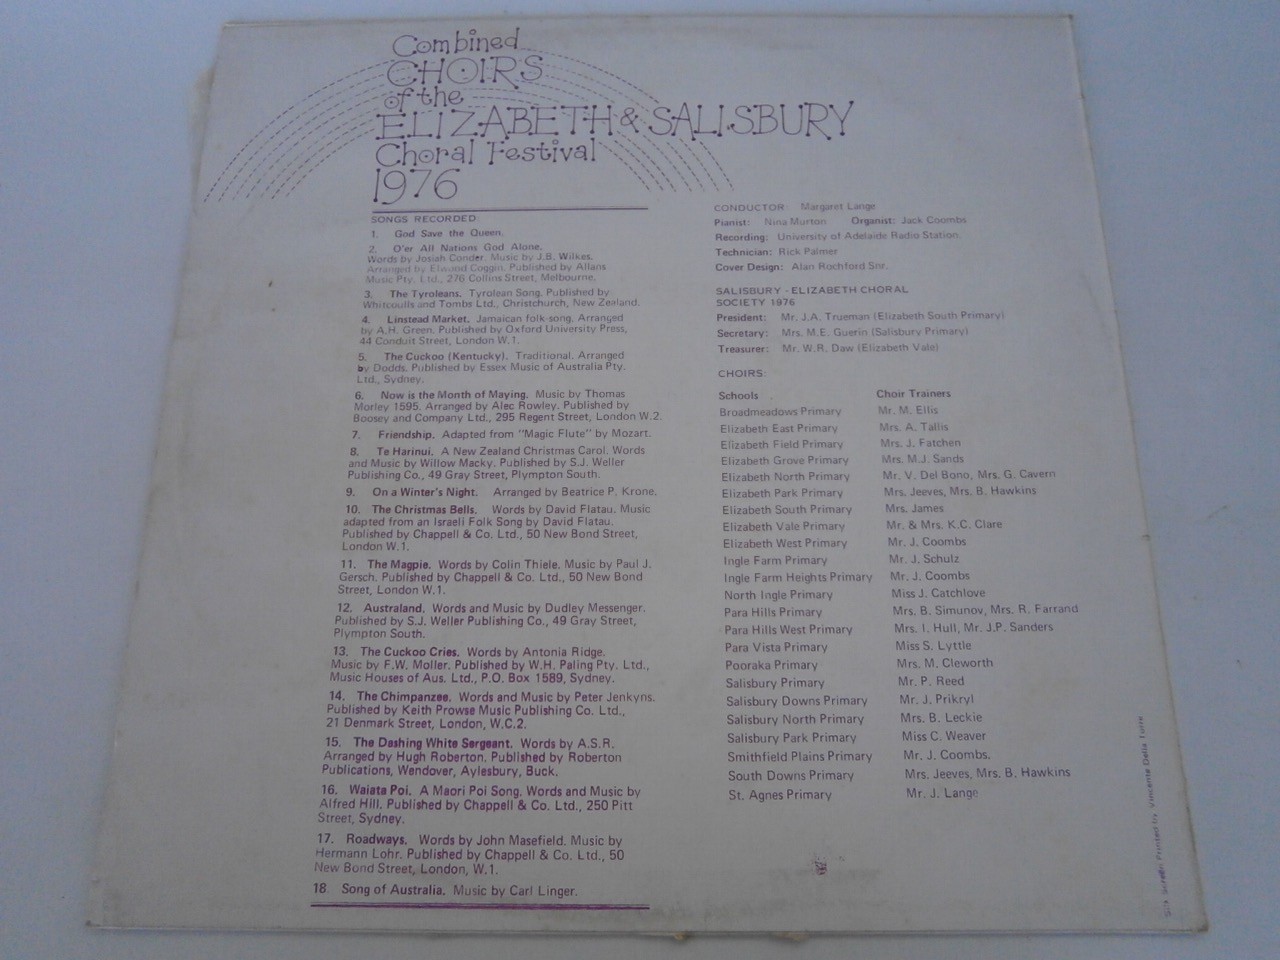 Combined
CHOIRS
of the
ELIZABETH & SALISBURY
Choral Festival
1976
SONGS RECORDED
1. God Save the Queen.
2. O'er All Nations God Alone.
Words by Josiah Conder. Music by J.B. Wilkes.
Arranged by Elwood Coggin. Published by Allans
Music Pty. Ltd., 276 Collins Street, Melbourne.
3. The Tyroleans. Tyrolean Song. Published by
Whitcoulls and Tombs Ltd., Christchurch, New Zealand.
4. Linstead Market. Jamaican folk-song. Arranged
by A.H. Green. Published by Oxford University Press,
44 Conduit Street, London W.1.
5. The Cuckoo (Kentucky). Traditional. Arranged
by Dodds. Published by Essex Music of Australia Pty.
Ltd., Sydney.
6. Now is the Month of Maying. Music by Thomas
Morley 1595. Arranged by Alec Rowley. Published by
Boosey and Company Ltd., 295 Regent Street, London W.2.
7. Friendship. Adapted from "Magic Flute" by Mozart.
8. Te Harinui. A New Zealand Christmas Carol. Words
and Music by Willow Macky. Published by S.J. Weller
Publishing Co., 49 Gray Street, Plympton South.
9. On a Winter's Night. Arranged by Beatrice P. Krone.
10. The Christmas Bells. Words by David Flatau. Music
adapted from an Israeli Folk Song by David Flatau.
Published by Chappell & Co. Ltd., 50 New Bond Street,
London W.1.
11. The Magpie. Words by Colin Thiele. Music by Paul J.
Gersch. Published by Chappell & Co. Ltd., 50 New Bond
Street, London W.1.
12. Australand. Words and Music by Dudley Messenger.
Published by S.J. Weller Publishing Co., 49 Gray Street,
Plympton South.
13. The Cuckoo Cries. Words by Antonia Ridge.
Music by F.W. Moller. Published by W.H. Paling Pty. Ltd.,
Music Houses of Aus. Ltd., P.O. Box 1589, Sydney.
14. The Chimpanzee. Words and Music by Peter Jenkyns.
Published by Keith Prowse Music Publishing Co. Ltd.,
21 Denmark Street, London, W.C.2.
15. The Dashing White Sergeant. Words by A.S.R.
Arranged by Hugh Roberton. Published by Roberton
Publications, Wendover, Aylesbury, Buck.
16. Waiata Poi. A Maori Poi Song. Words and Music by
Alfred Hill. Published by Chappell & Co. Ltd., 250 Pitt
Street, Sydney.
17. Roadways. Words by John Masefield. Music by
Hermann Lohr. Published by Chappell & Co. Ltd., 50
New Bond Street, London, W.1.
18 Song of Australia. Music by Carl Linger.
CONDUCTOR Margaret Lange
Pianist: Nina Murton Organist: Jack Coombs
Recording: University of Adelaide Radio Station.
Technician: Rick Palmer
Cover Design: Alan Rochford Snr.
SALISBURY - ELIZABETH CHORAL
SOCIETY 1976
President: Mr. J.A. Trueman (Elizabeth South Primary)
Secretary: Mrs. M.E. Guerin (Salisbury Primary)
Treasurer: Mr. W.R. Daw (Elizabeth Vale)
CHOIRS:
Schools Choir Trainers
Broadmeadows Primary Mr. M. Ellis
Elizabeth East Primary Mrs. A. Tallis
Elizabeth Field Primary Mrs. J. Fatchen
Elizabeth Grove Primary Mrs. M.J. Sands
Elizabeth North Primary Mr. V. Del Bono, Mrs. G. Cavern
Elizabeth Park Primary Mrs. Jeeves, Mrs. B. Hawkins
Elizabeth South Primary Mrs. James
Elizabeth Vale Primary Mr. & Mrs. K.C. Clare
Elizabeth West Primary Mr. J. Coombs
Ingle Farm Primary Mr. J. Schulz
Ingle Farm Heights Primary Mr. J. Coombs
North Ingle Primary Miss J. Catchlove
Para Hills Primary Mrs. B. Simunov, Mrs. R. Farrand
Para Hills West Primary Mrs. I. Hull, Mr. J.P. Sanders
Para Vista Primary Miss S. Lyttle
Pooraka Primary Mrs. M. Cleworth
Salisbury Primary Mr. P. Reed
Salisbury Downs Primary Mr. J. Prikryl
Salisbury North Primary Mrs. B. Leckie
Salisbury Park Primary Miss C. Weaver
Smithfield Plains Primary Mr. J. Coombs.
South Downs Primary Mrs. Jeeves, Mrs. B. Hawkins
St. Agnes Primary Mr. J. Lange
Silk Screen Printed by Vincente Della Torre